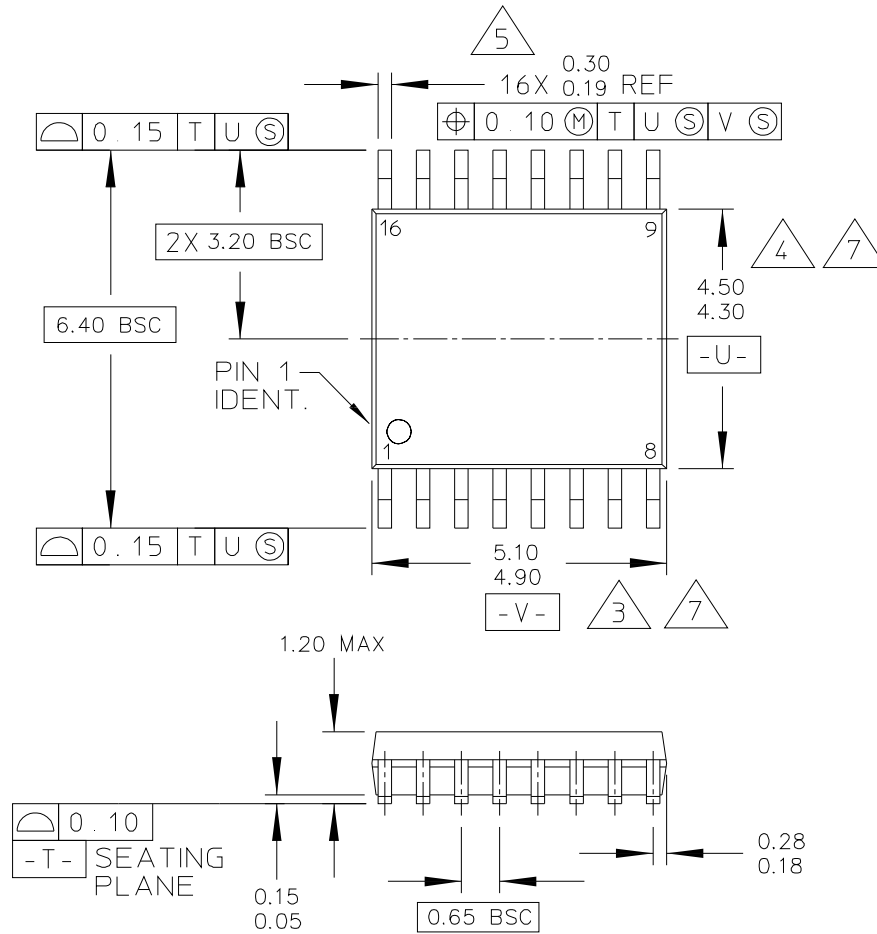 5
0.30
16X 0.19 REF
⌓ 0.15 T U Ⓢ
⌖ 0.10 Ⓜ T U Ⓢ V Ⓢ
16
9
2X 3.20 BSC
4
7
4.50
4.30
6.40 BSC
-U-
PIN 1
IDENT.
1
8
⌓ 0.15 T U Ⓢ
5.10
4.90
-V-
3
7
1.20 MAX
⌓ 0.10
-T- SEATING
PLANE
0.15
0.05
0.65 BSC
0.28
0.18